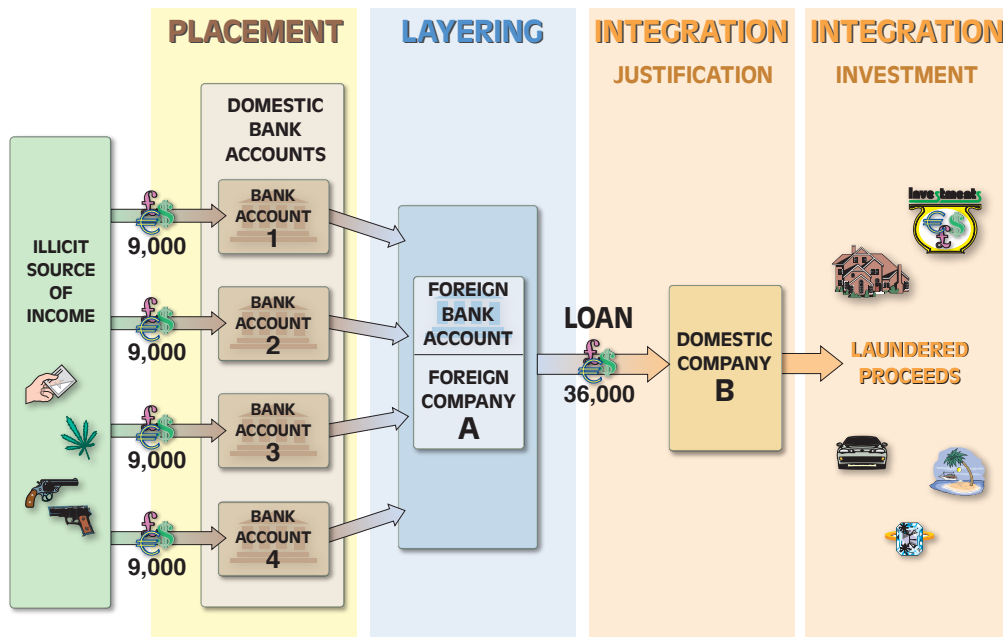 PLACEMENT
LAYERING
INTEGRATION
JUSTIFICATION
INTEGRATION
INVESTMENT
ILLICIT
SOURCE
OF
INCOME
9,000
9,000
9,000
9,000
DOMESTIC
BANK
ACCOUNTS
BANK
ACCOUNT
1
BANK
ACCOUNT
2
BANK
ACCOUNT
3
BANK
ACCOUNT
4
FOREIGN
BANK
ACCOUNT
FOREIGN
COMPANY
A
LOAN
36,000
DOMESTIC
COMPANY
B
Investments
LAUNDERED
PROCEEDS